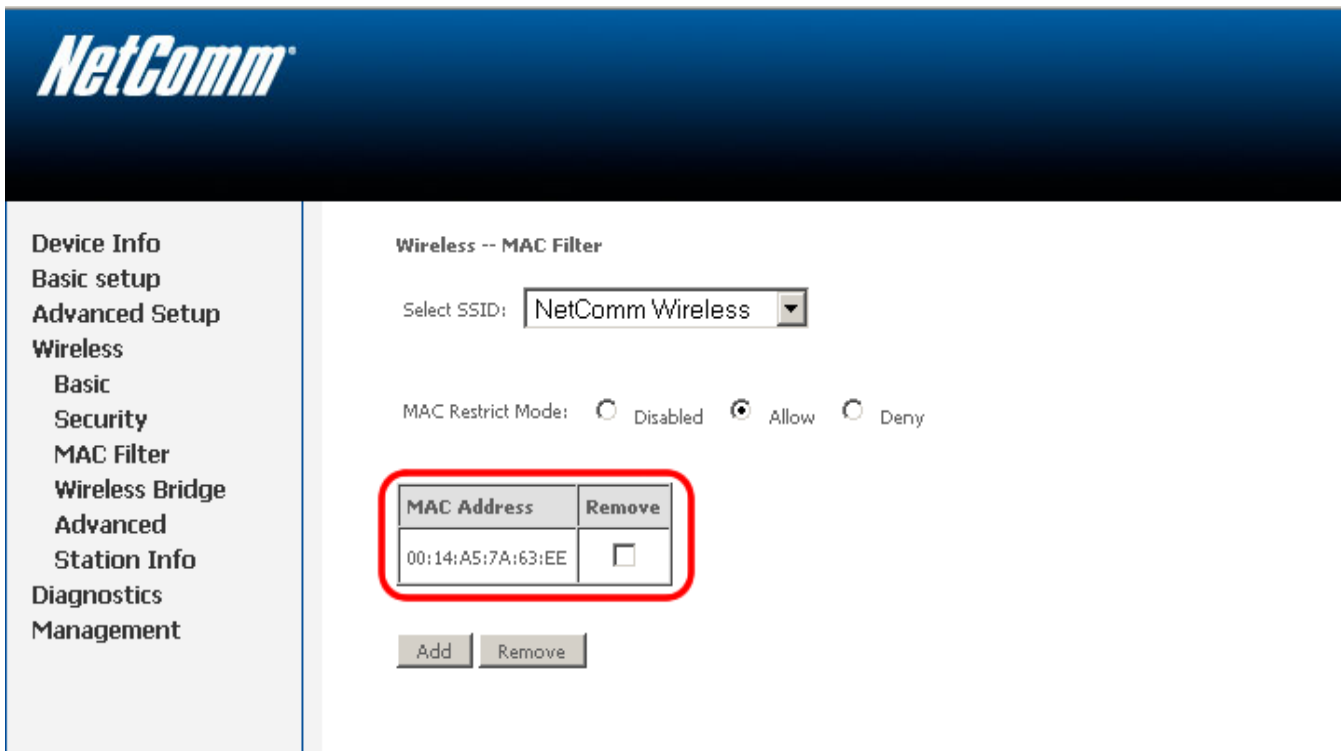 NetComm
Device Info
Basic setup
Advanced Setup
Wireless
Basic
Security
MAC Filter
Wireless Bridge
Advanced
Station Info
Diagnostics
Management
Wireless -- MAC Filter
Select SSID: NetComm Wireless
MAC Restrict Mode: Disabled Allow Deny
MAC Address Remove
00:14:A5:7A:63:EE
Add Remove